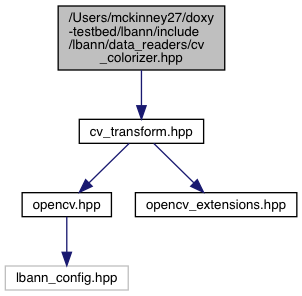 /Users/mckinney27/doxy
-testbed/lbann/include
/lbann/data_readers/cv
_colorizer.hpp
cv_transform.hpp
opencv.hpp
opencv_extensions.hpp
lbann_config.hpp